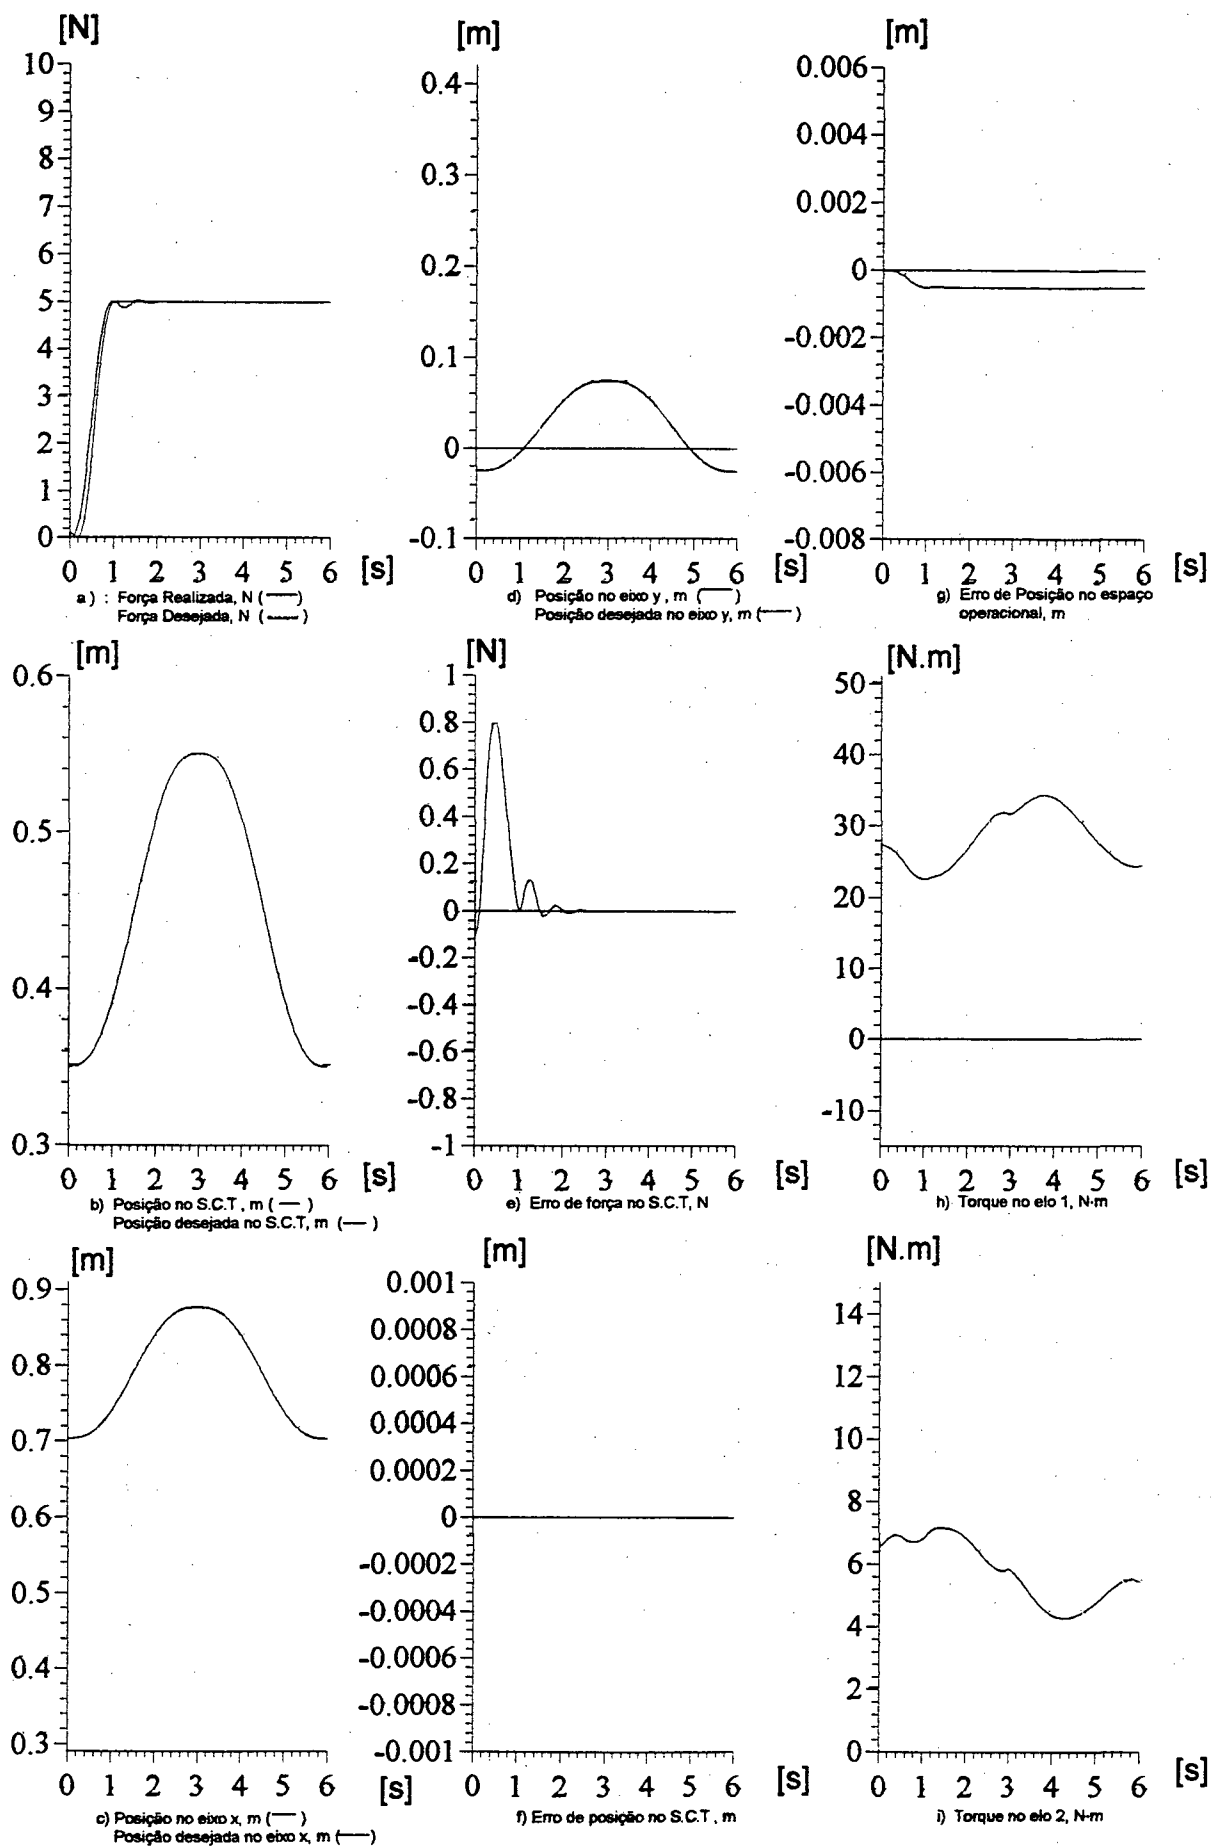 [N]
10
9
8
7
6
5
4
3
2
1
0
0 1 2 3 4 5 6 [s]
a) : Força Realizada, N (——)
Força Desejada, N (——)
[m]
0.4
0.3
0.2
0.1
0
-0.1
0 1 2 3 4 5 6 [s]
d) Posição no eixo y , m (——)
Posição desejada no eixo y, m (——)
[m]
0.006
0.004
0.002
0
-0.002
-0.004
-0.006
-0.008
0 1 2 3 4 5 6 [s]
g) Erro de Posição no espaço
operacional, m
[m]
0.6
0.5
0.4
0.3
0 1 2 3 4 5 6 [s]
b) Posição no S.C.T , m (——)
Posição desejada no S.C.T, m (——)
[N]
1
0.8
0.6
0.4
0.2
0
-0.2
-0.4
-0.6
-0.8
-1
0 1 2 3 4 5 6 [s]
e) Erro de força no S.C.T, N
[N.m]
50
40
30
20
10
0
-10
0 1 2 3 4 5 6 [s]
h) Torque no elo 1, N·m
[m]
0.9
0.8
0.7
0.6
0.5
0.4
0.3
0 1 2 3 4 5 6 [s]
c) Posição no eixo x, m (——)
Posição desejada no eixo x, m (——)
[m]
0.001
0.0008
0.0006
0.0004
0.0002
0
-0.0002
-0.0004
-0.0006
-0.0008
-0.001
0 1 2 3 4 5 6 [s]
f) Erro de posição no S.C.T , m
[N.m]
14
12
10
8
6
4
2
0
0 1 2 3 4 5 6 [s]
i) Torque no elo 2, N·m